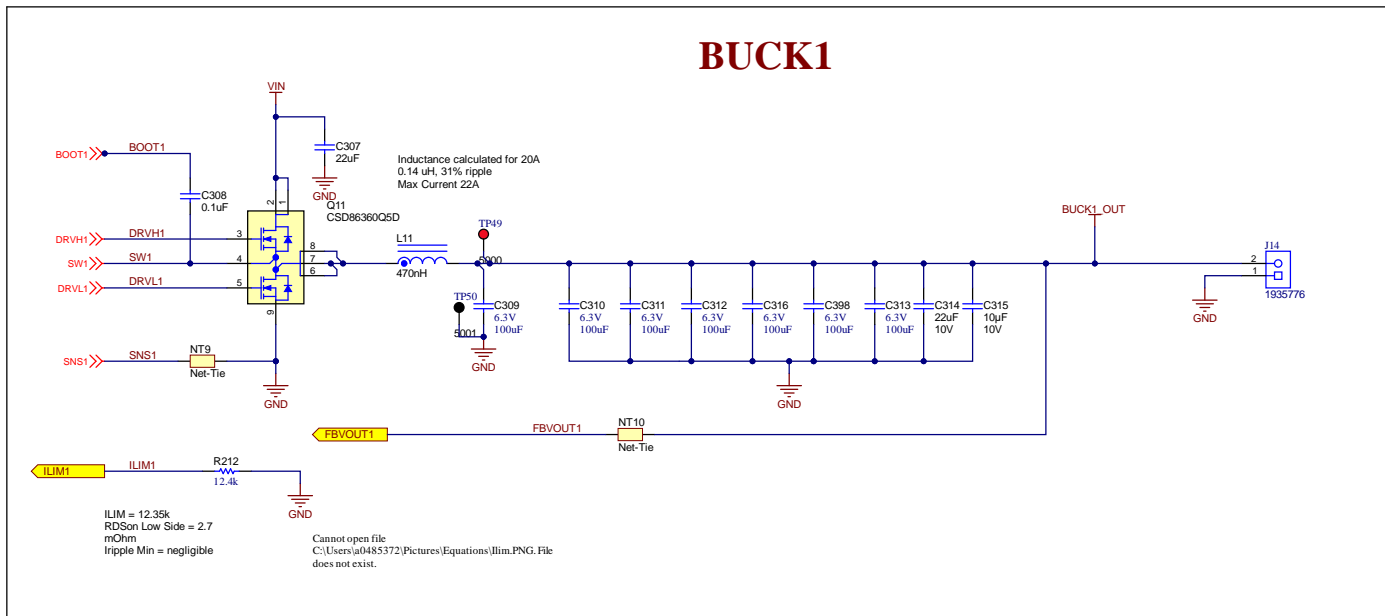 BUCK1
VIN
C307
22uF
GND
BOOT1
BOOT1
C308
0.1uF
Inductance calculated for 20A
0.14 uH, 31% ripple
Max Current 22A
Q11
CSD86360Q5D
2
1
DRVH1
DRVH1
3
SW1
SW1
4
DRVL1
DRVL1
5
8
7
6
9
L11
470nH
TP49
5000
TP50
5001
C309
6.3V
100uF
GND
C310
6.3V
100uF
C311
6.3V
100uF
C312
6.3V
100uF
C316
6.3V
100uF
C398
6.3V
100uF
C313
6.3V
100uF
C314
22uF
10V
C315
10µF
10V
GND
BUCK1_OUT
J14
2
1
1935776
GND
SNS1
SNS1
NT9
Net-Tie
GND
FBVOUT1
FBVOUT1
NT10
Net-Tie
ILIM1
ILIM1
R212
12.4k
GND
ILIM = 12.35k
RDSon Low Side = 2.7
mOhm
Iripple Min = negligible
Cannot open file
C:\Users\a0485372\Pictures\Equations\Ilim.PNG. File
does not exist.